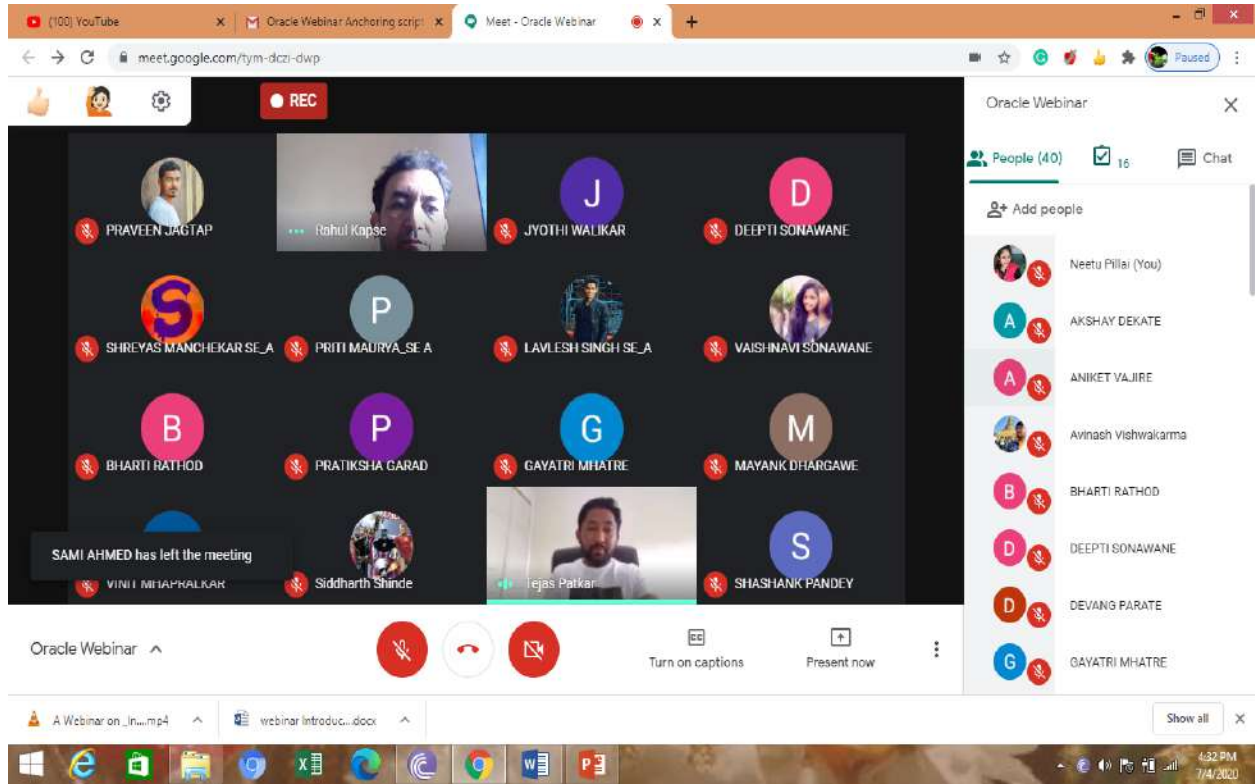 (100) YouTube
Oracle Webinar Anchoring script
Meet - Oracle Webinar
meet.google.com/tym-dczi-dwp
Paused
REC
Oracle Webinar
People (40)
16
Chat
Add people
PRAVEEN JAGTAP
Rahul Kapse
J
JYOTHI WALIKAR
D
DEEPTI SONAWANE
S
SHREYAS MANCHEKAR SE_A
P
PRITI MAURYA_SE A
LAVLESH SINGH SE_A
VAISHNAVI SONAWANE
B
BHARTI RATHOD
P
PRATIKSHA GARAD
G
GAYATRI MHATRE
M
MAYANK DHARGAWE
SAMI AHMED has left the meeting
VINIT MHAPRALKAR
Siddharth Shinde
Tejas Patkar
S
SHASHANK PANDEY
Neetu Pillai (You)
A
AKSHAY DEKATE
A
ANIKET VAJIRE
Avinash Vishwakarma
B
BHARTI RATHOD
D
DEEPTI SONAWANE
D
DEVANG PARATE
G
GAYATRI MHATRE
Oracle Webinar
Turn on captions
Present now
A Webinar on _In....mp4
webinar Introduc....docx
Show all
4:32 PM
7/4/2020